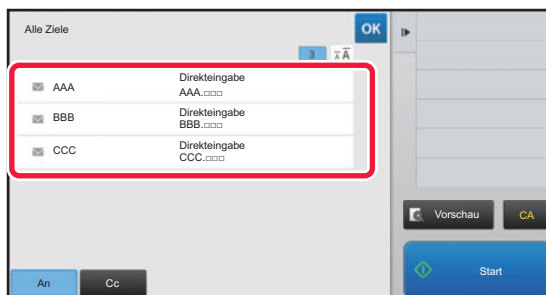 Alle Ziele
OK
3
AAA
Direkteingabe
AAA.□□□
BBB
Direkteingabe
BBB.□□□
CCC
Direkteingabe
CCC.□□□
Vorschau
CA
An
Cc
Start